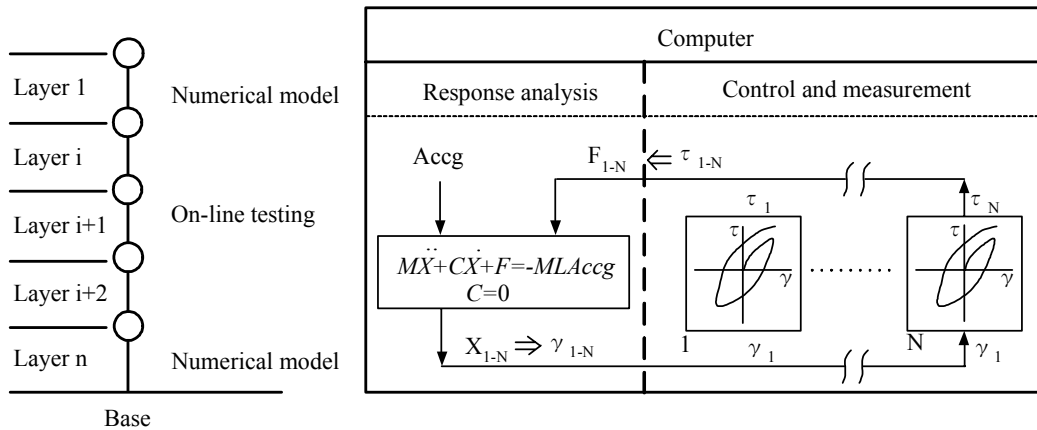 Layer 1
Layer i
Layer i+1
Layer i+2
Layer n
Base
Numerical model
On-line testing
Numerical model
Computer
Response analysis
Control and measurement
Accg
F1-N ⇐ τ1-N
MẌ+CẊ+F=-MLAccg
C=0
X1-N ⇒ γ1-N
τ1
τ
γ
1
γ1
........
τN
τ
γ
N
γ1